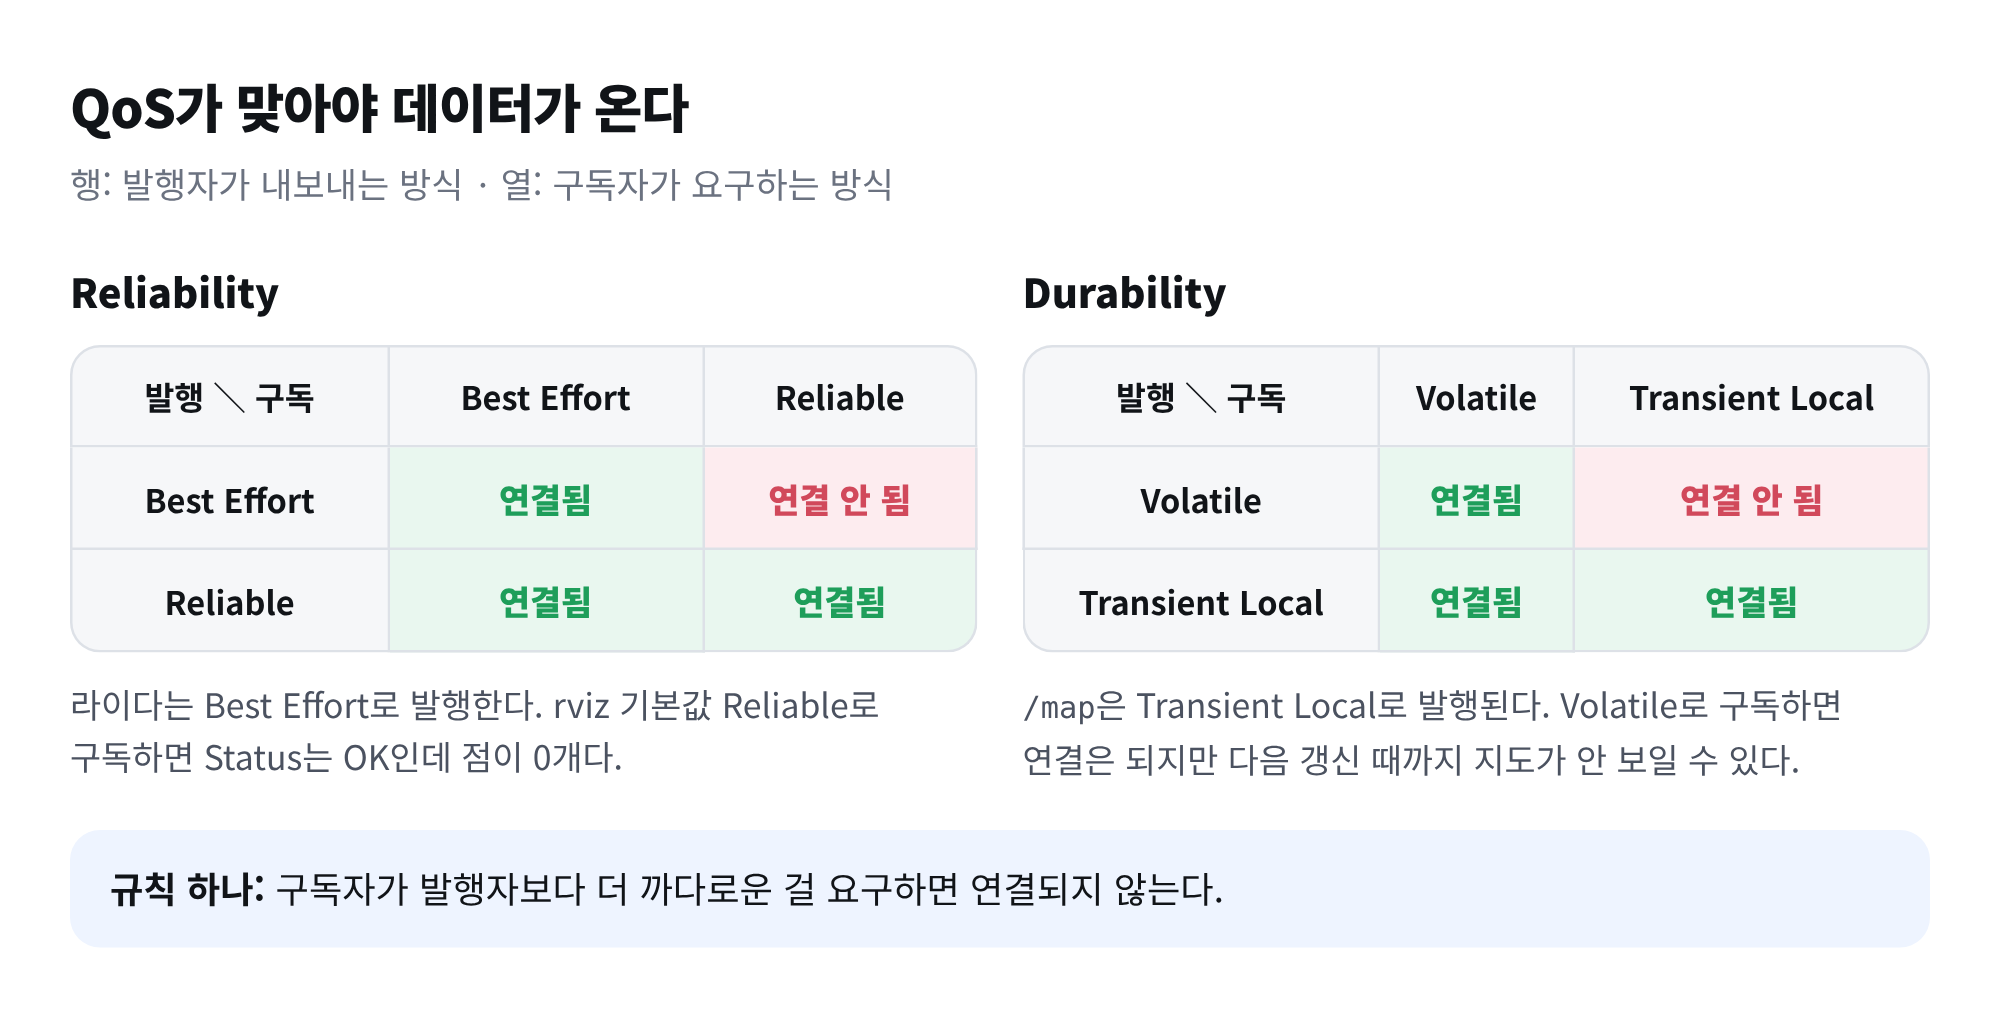 QoS가 맞아야 데이터가 온다
행: 발행자가 내보내는 방식 · 열: 구독자가 요구하는 방식
Reliability
발행 ＼ 구독 Best Effort Reliable
Best Effort 연결됨 연결 안 됨
Reliable 연결됨 연결됨
라이다는 Best Effort로 발행한다. rviz 기본값 Reliable로
구독하면 Status는 OK인데 점이 0개다.
Durability
발행 ＼ 구독 Volatile Transient Local
Volatile 연결됨 연결 안 됨
Transient Local 연결됨 연결됨
/map은 Transient Local로 발행된다. Volatile로 구독하면
연결은 되지만 다음 갱신 때까지 지도가 안 보일 수 있다.
규칙 하나: 구독자가 발행자보다 더 까다로운 걸 요구하면 연결되지 않는다.